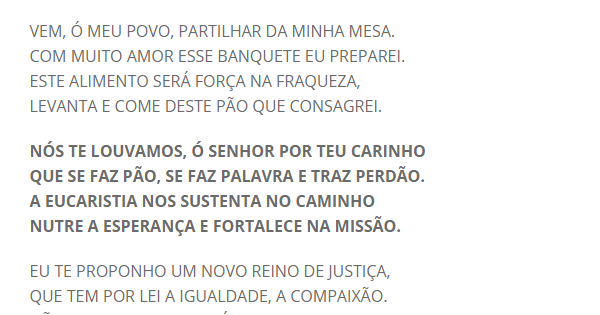 VEM, Ó MEU POVO, PARTILHAR DA MINHA MESA.
COM MUITO AMOR ESSE BANQUETE EU PREPAREI.
ESTE ALIMENTO SERÁ FORÇA NA FRAQUEZA,
LEVANTA E COME DESTE PÃO QUE CONSAGREI.
NÓS TE LOUVAMOS, Ó SENHOR POR TEU CARINHO
QUE SE FAZ PÃO, SE FAZ PALAVRA E TRAZ PERDÃO.
A EUCARISTIA NOS SUSTENTA NO CAMINHO
NUTRE A ESPERANÇA E FORTALECE NA MISSÃO.
EU TE PROPONHO UM NOVO REINO DE JUSTIÇA,
QUE TEM POR LEI A IGUALDADE, A COMPAIXÃO.